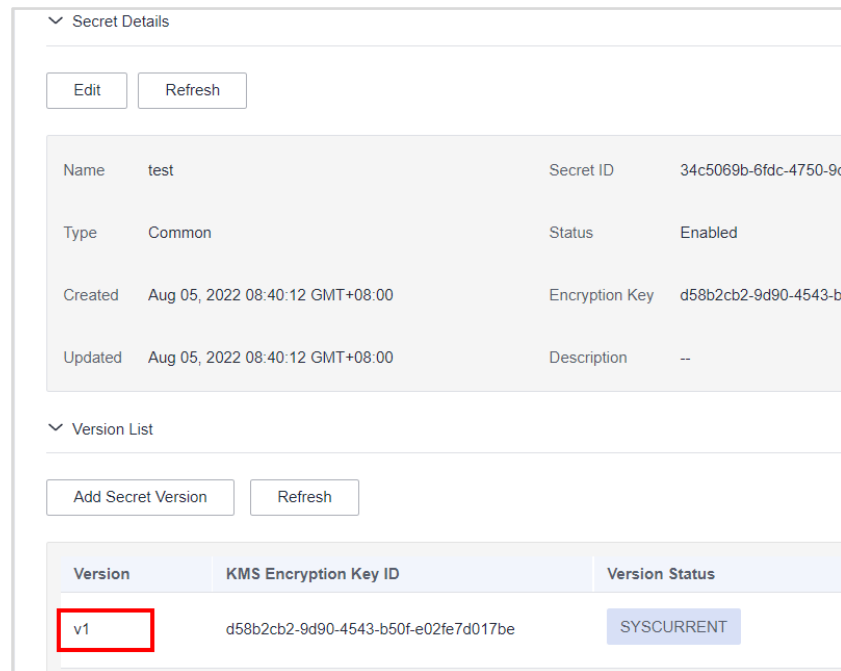 Secret Details
Edit Refresh
Name test Secret ID 34c5069b-6fdc-4750-9
Type Common Status Enabled
Created Aug 05, 2022 08:40:12 GMT+08:00 Encryption Key d58b2cb2-9d90-4543-b
Updated Aug 05, 2022 08:40:12 GMT+08:00 Description --
Version List
Add Secret Version Refresh
Version KMS Encryption Key ID Version Status
v1 d58b2cb2-9d90-4543-b50f-e02fe7d017be SYSCURRENT